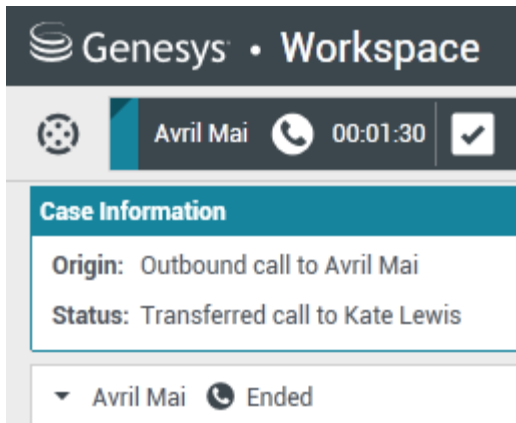 Genesys • Workspace
Avril Mai 00:01:30
Case Information
Origin: Outbound call to Avril Mai
Status: Transferred call to Kate Lewis
Avril Mai Ended